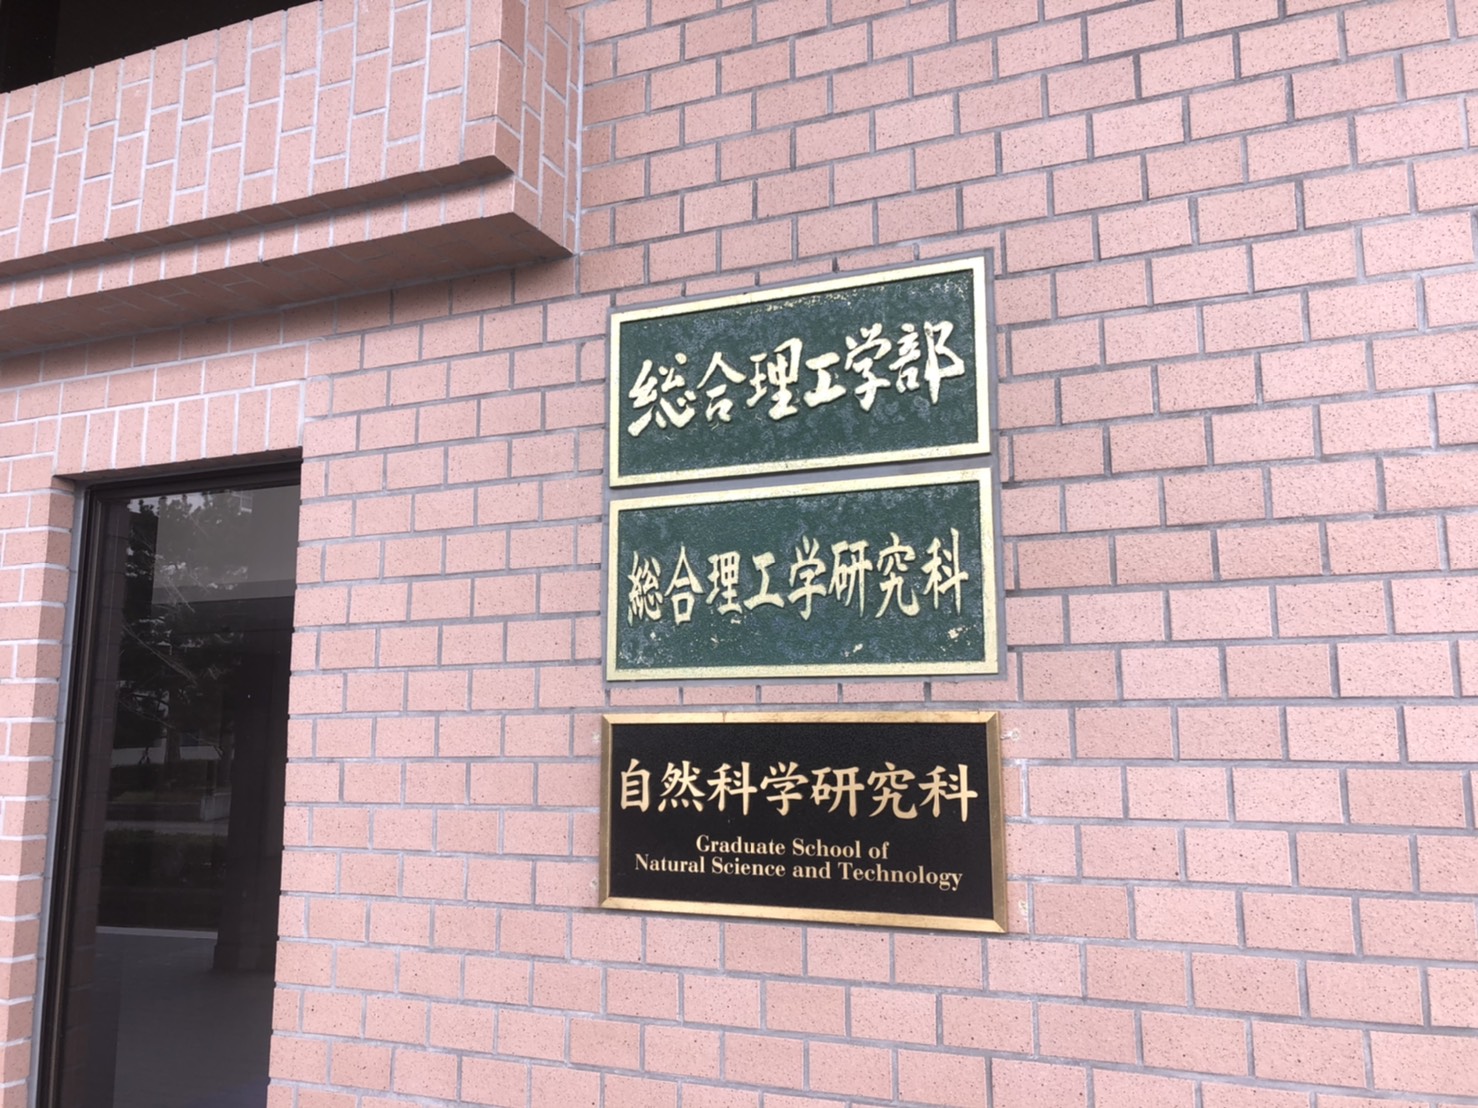 総合理工学部
総合理工学研究科
自然科学研究科
Graduate School of
Natural Science and Technology